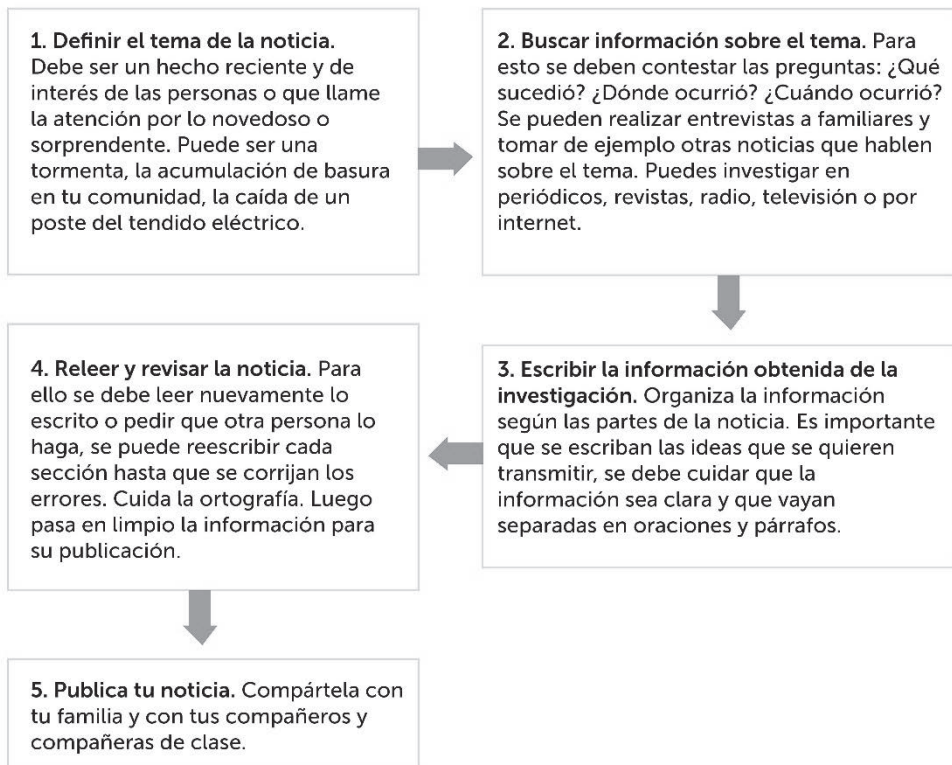 1. Definir el tema de la noticia.
Debe ser un hecho reciente y de
interés de las personas o que llame
la atención por lo novedoso o
sorprendente. Puede ser una
tormenta, la acumulación de basura
en tu comunidad, la caída de un
poste del tendido eléctrico.
2. Buscar información sobre el tema. Para
esto se deben contestar las preguntas: ¿Qué
sucedió? ¿Dónde ocurrió? ¿Cuándo ocurrió?
Se pueden realizar entrevistas a familiares y
tomar de ejemplo otras noticias que hablen
sobre el tema. Puedes investigar en
periódicos, revistas, radio, televisión o por
internet.
3. Escribir la información obtenida de la
investigación. Organiza la información
según las partes de la noticia. Es importante
que se escriban las ideas que se quieren
transmitir, se debe cuidar que la
información sea clara y que vayan
separadas en oraciones y párrafos.
4. Releer y revisar la noticia. Para
ello se debe leer nuevamente lo
escrito o pedir que otra persona lo
haga, se puede reescribir cada
sección hasta que se corrijan los
errores. Cuida la ortografía. Luego
pasa en limpio la información para
su publicación.
5. Publica tu noticia. Compártela con
tu familia y con tus compañeros y
compañeras de clase.